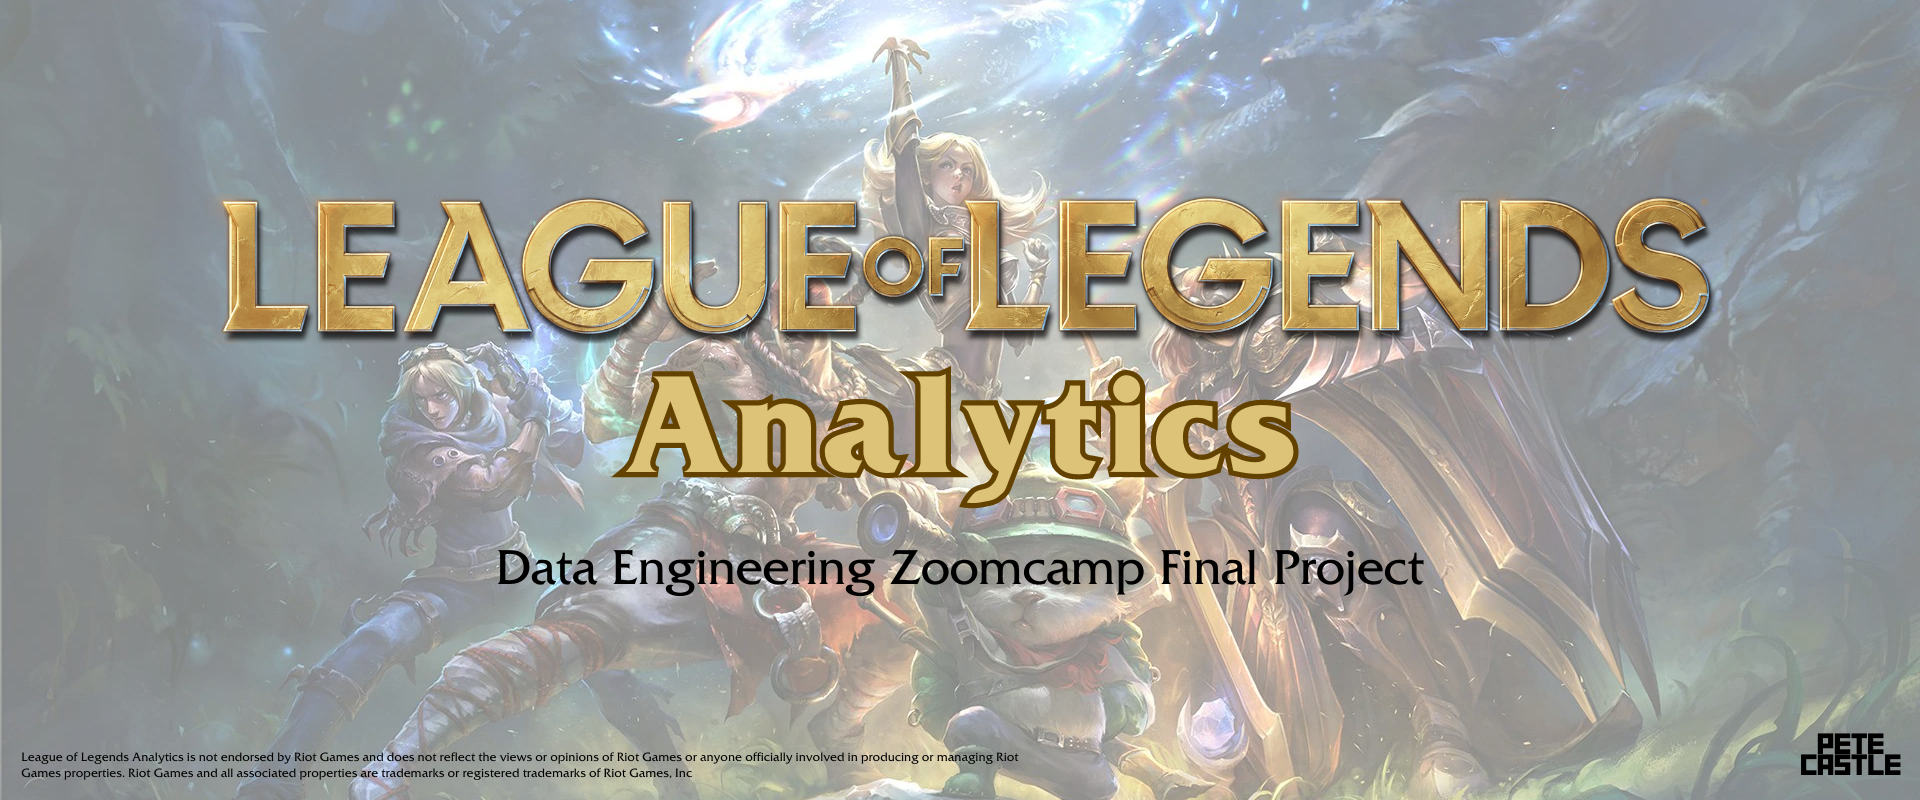 LEAGUE OF LEGENDS
Analytics
Data Engineering Zoomcamp Final Project
League of Legends Analytics is not endorsed by Riot Games and does not reflect the views or opinions of Riot Games or anyone officially involved in producing or managing Riot
Games properties. Riot Games and all associated properties are trademarks or registered trademarks of Riot Games, Inc
PETE
CASTLE